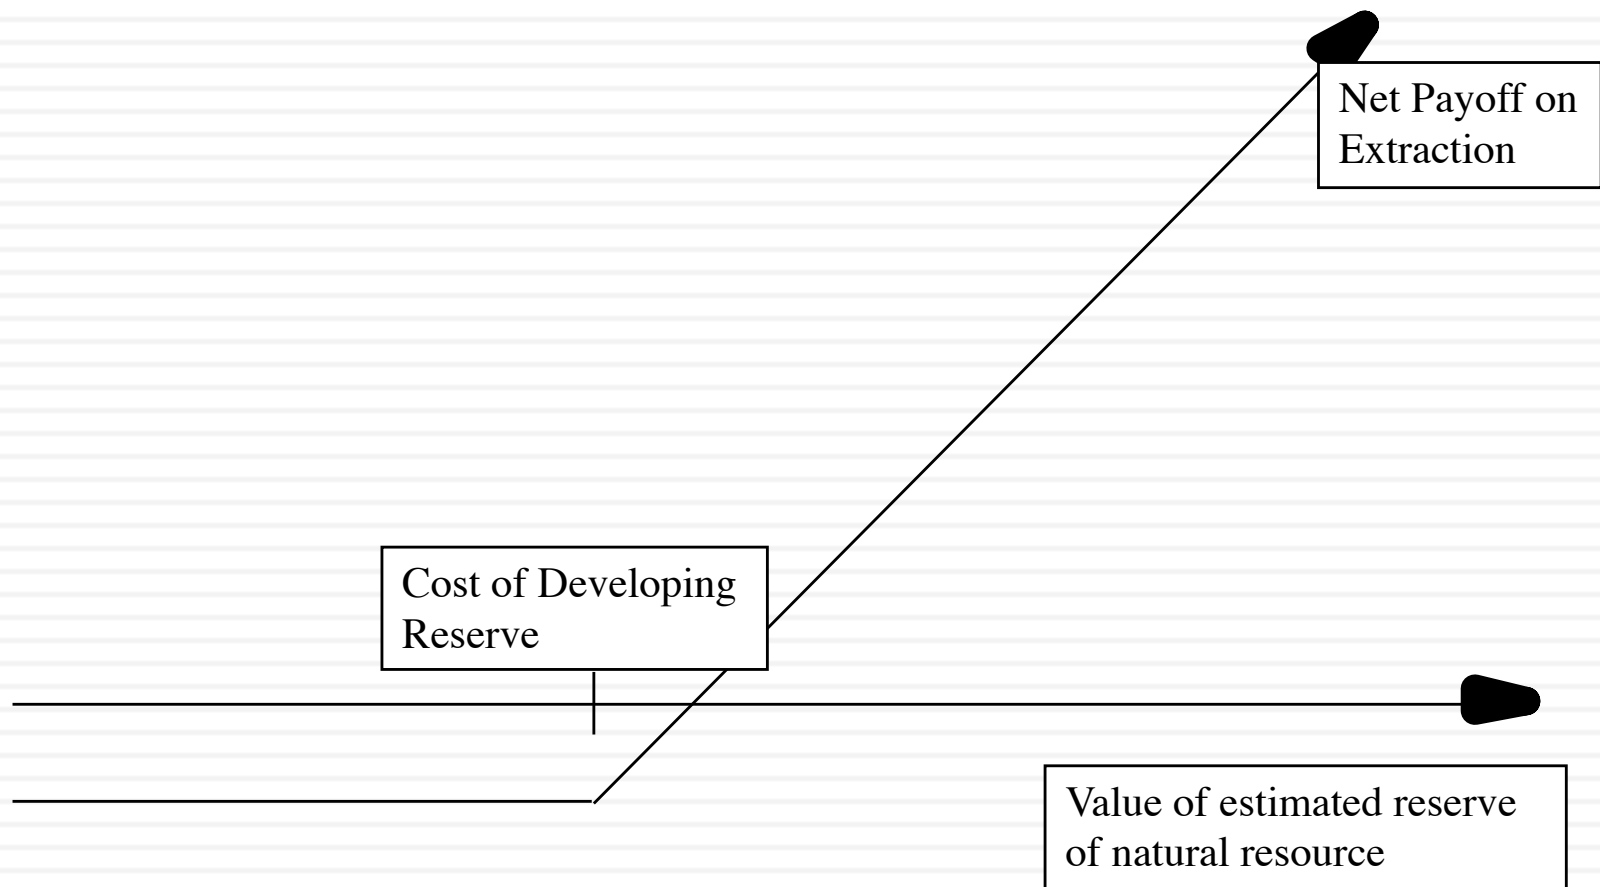 Net Payoff on
Extraction
Cost of Developing
Reserve
Value of estimated reserve
of natural resource